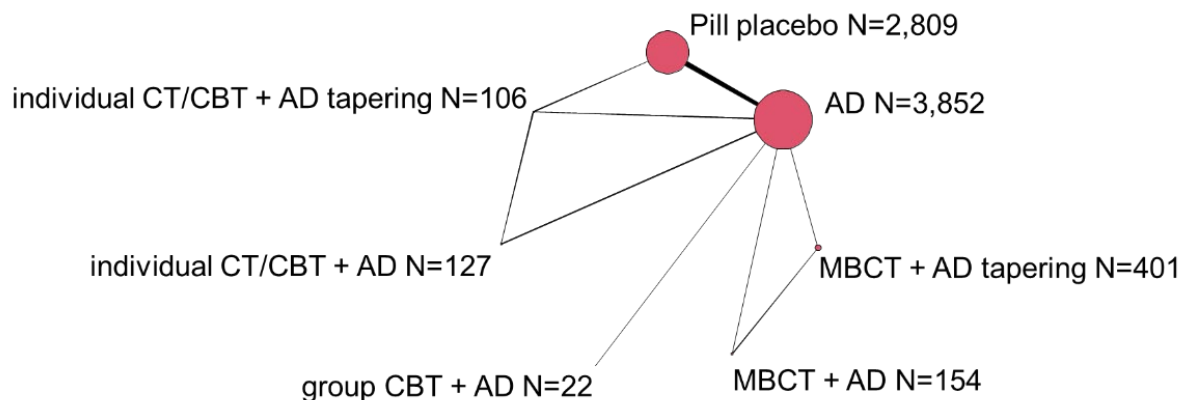 Pill placebo N=2,809
individual CT/CBT + AD tapering N=106
AD N=3,852
individual CT/CBT + AD N=127
MBCT + AD tapering N=401
group CBT + AD N=22
MBCT + AD N=154